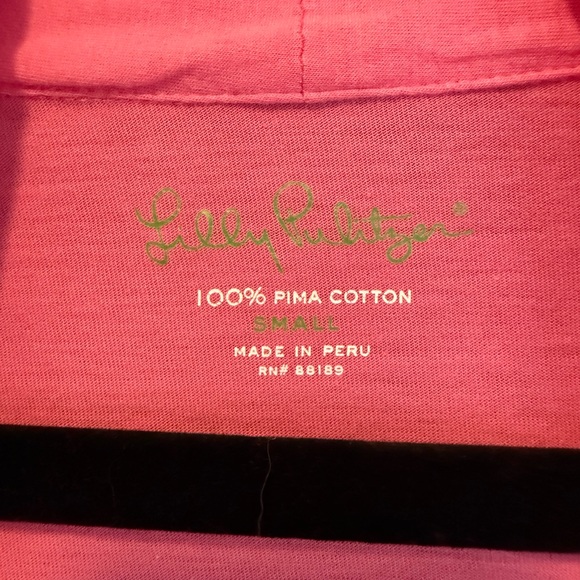 Lilly Pulitzer®
100% PIMA COTTON
SMALL
MADE IN PERU
RN# 88189